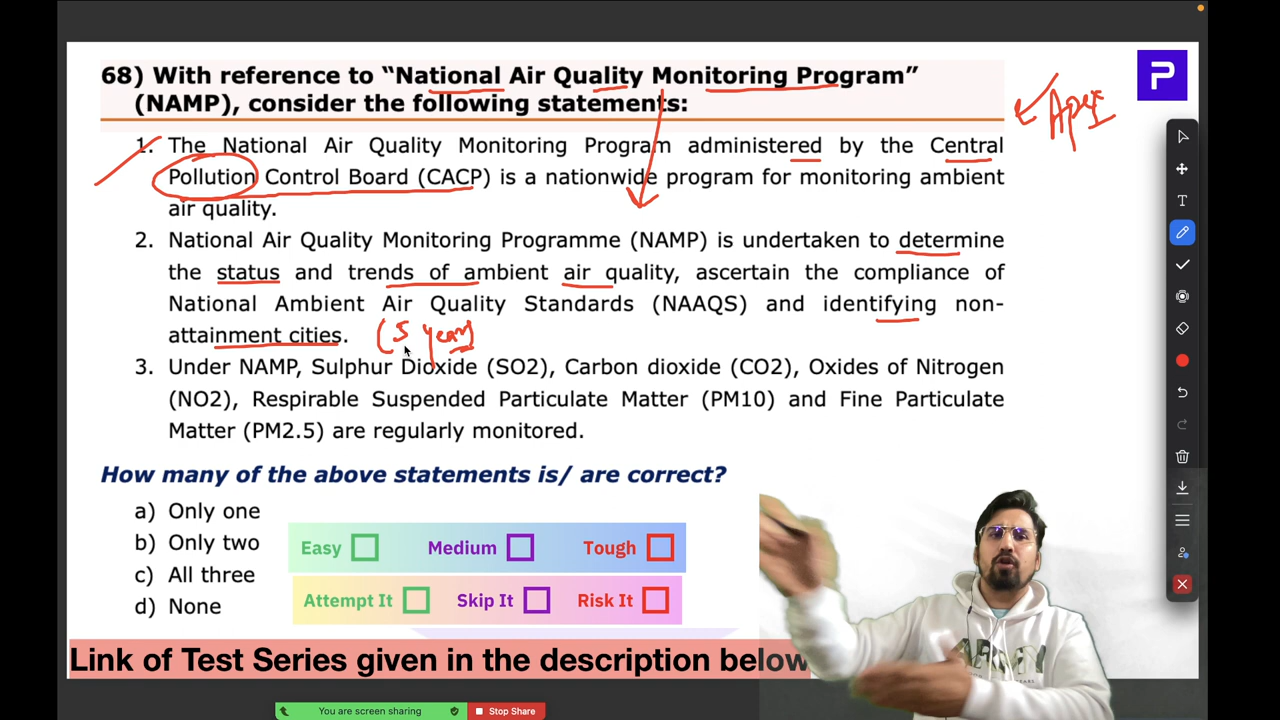 68) With reference to “National Air Quality Monitoring Program”
(NAMP), consider the following statements:
Apex
1. The National Air Quality Monitoring Program administered by the Central
Pollution Control Board (CACP) is a nationwide program for monitoring ambient
air quality.
2. National Air Quality Monitoring Programme (NAMP) is undertaken to determine
the status and trends of ambient air quality, ascertain the compliance of
National Ambient Air Quality Standards (NAAQS) and identifying non-
attainment cities.
(5 year)
3. Under NAMP, Sulphur Dioxide (SO2), Carbon dioxide (CO2), Oxides of Nitrogen
(NO2), Respirable Suspended Particulate Matter (PM10) and Fine Particulate
Matter (PM2.5) are regularly monitored.
How many of the above statements is/ are correct?
a) Only one
b) Only two
c) All three
d) None
Easy Medium Tough
Attempt It Skip It Risk It
Link of Test Series given in the description below
You are screen sharing Stop Share